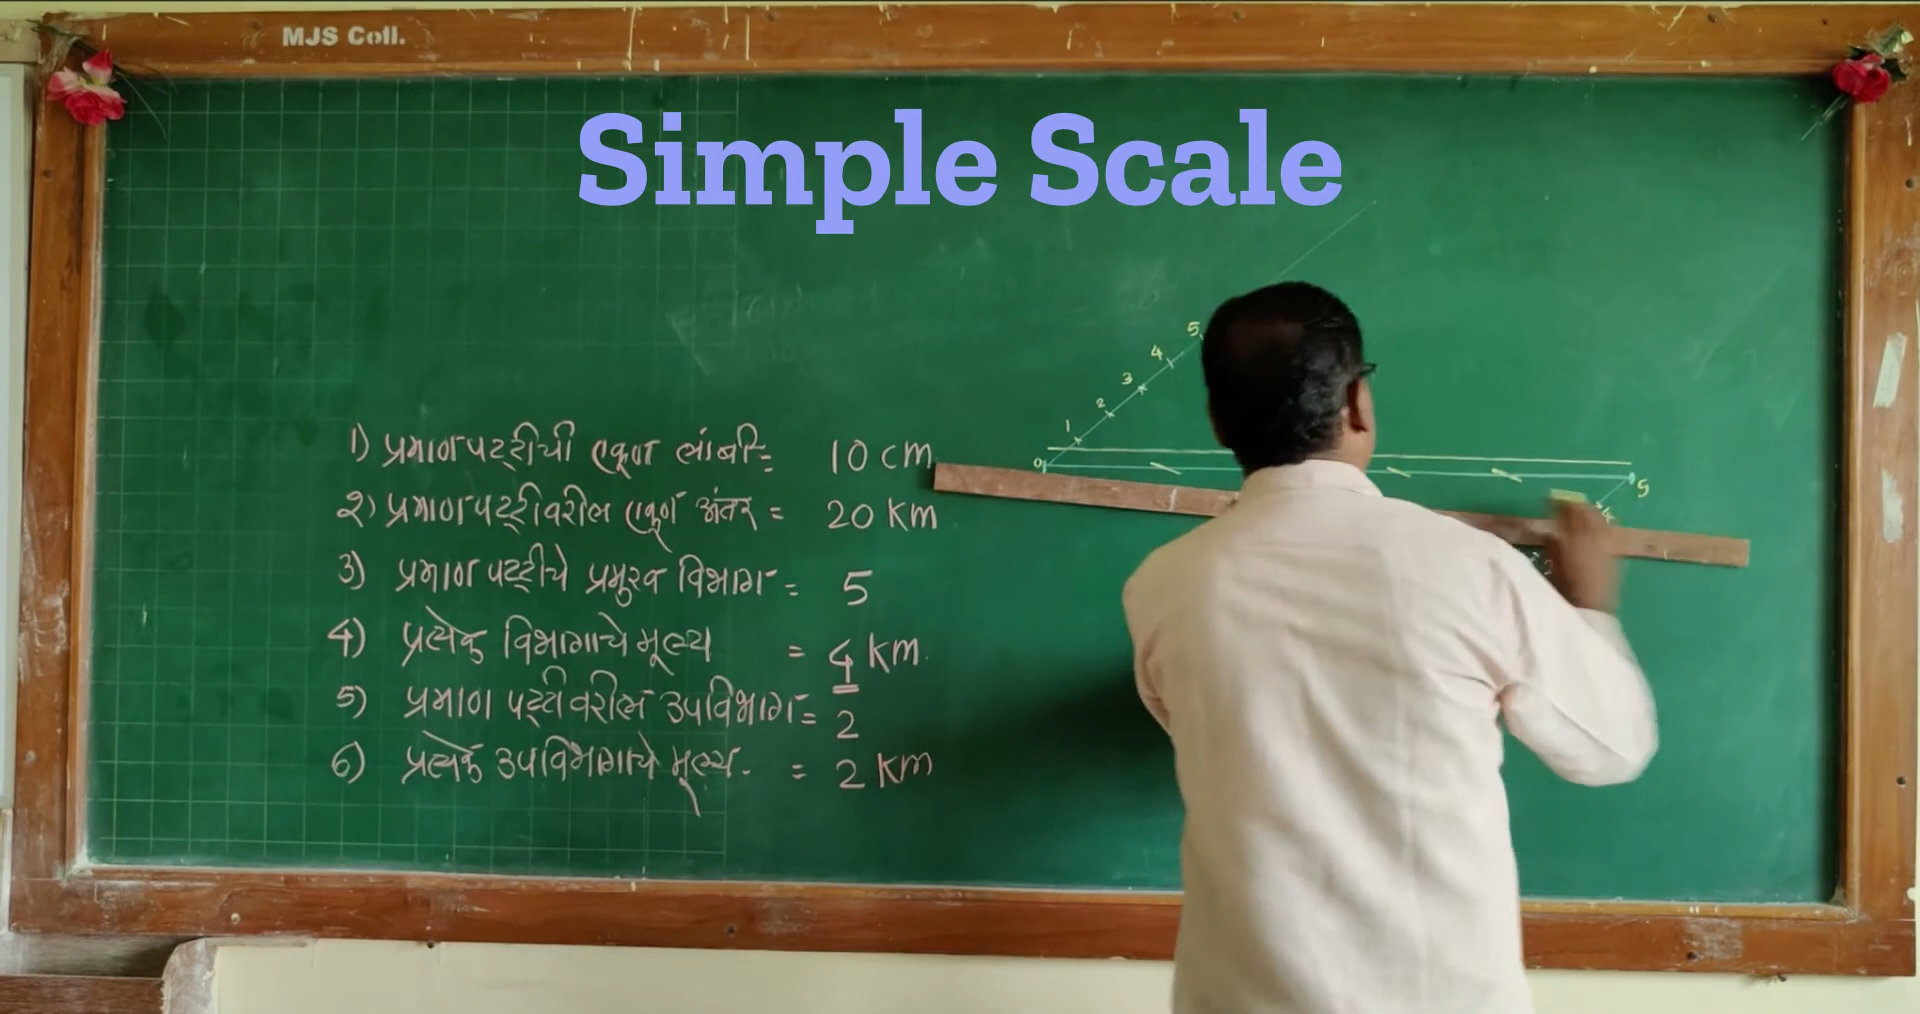 MJS Coll.
Simple Scale
1) प्रमाणपट्टीची एकूण लांबी = 10 cm
२) प्रमाणपट्टीवरील एकूण अंतर = 20 KM
3) प्रमाण पट्टीचे प्रमुख विभाग = 5
4) प्रत्येक विभागाचे मूल्य = 4 KM.
5) प्रमाण पट्टीवरील उपविभाग = 2
6) प्रत्येक उपविभागाचे मूल्य. = 2 KM
0 1 2 3 4 5
5